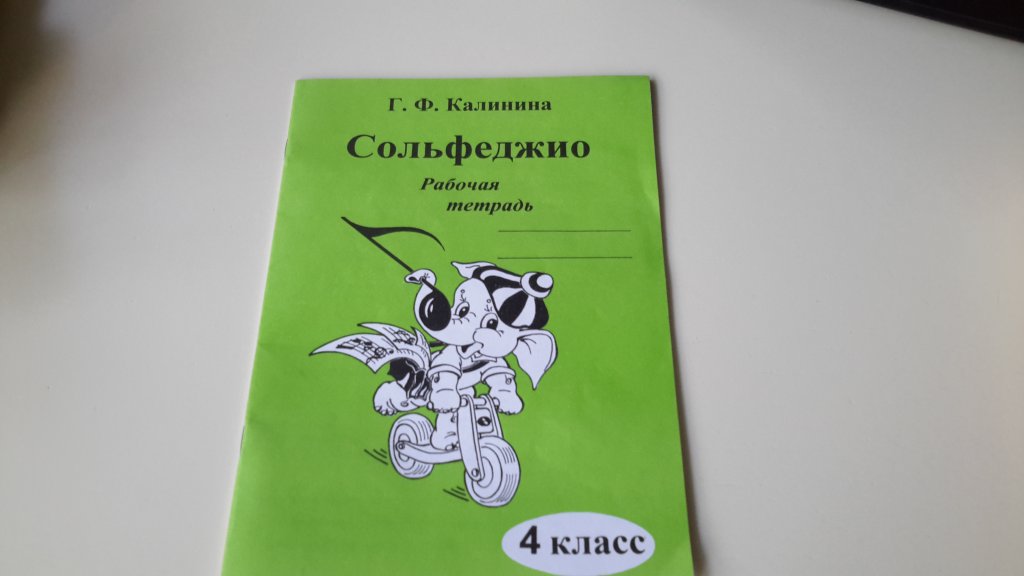 Г. Ф. Калинина
Сольфеджио
Рабочая
тетрадь
4 класс